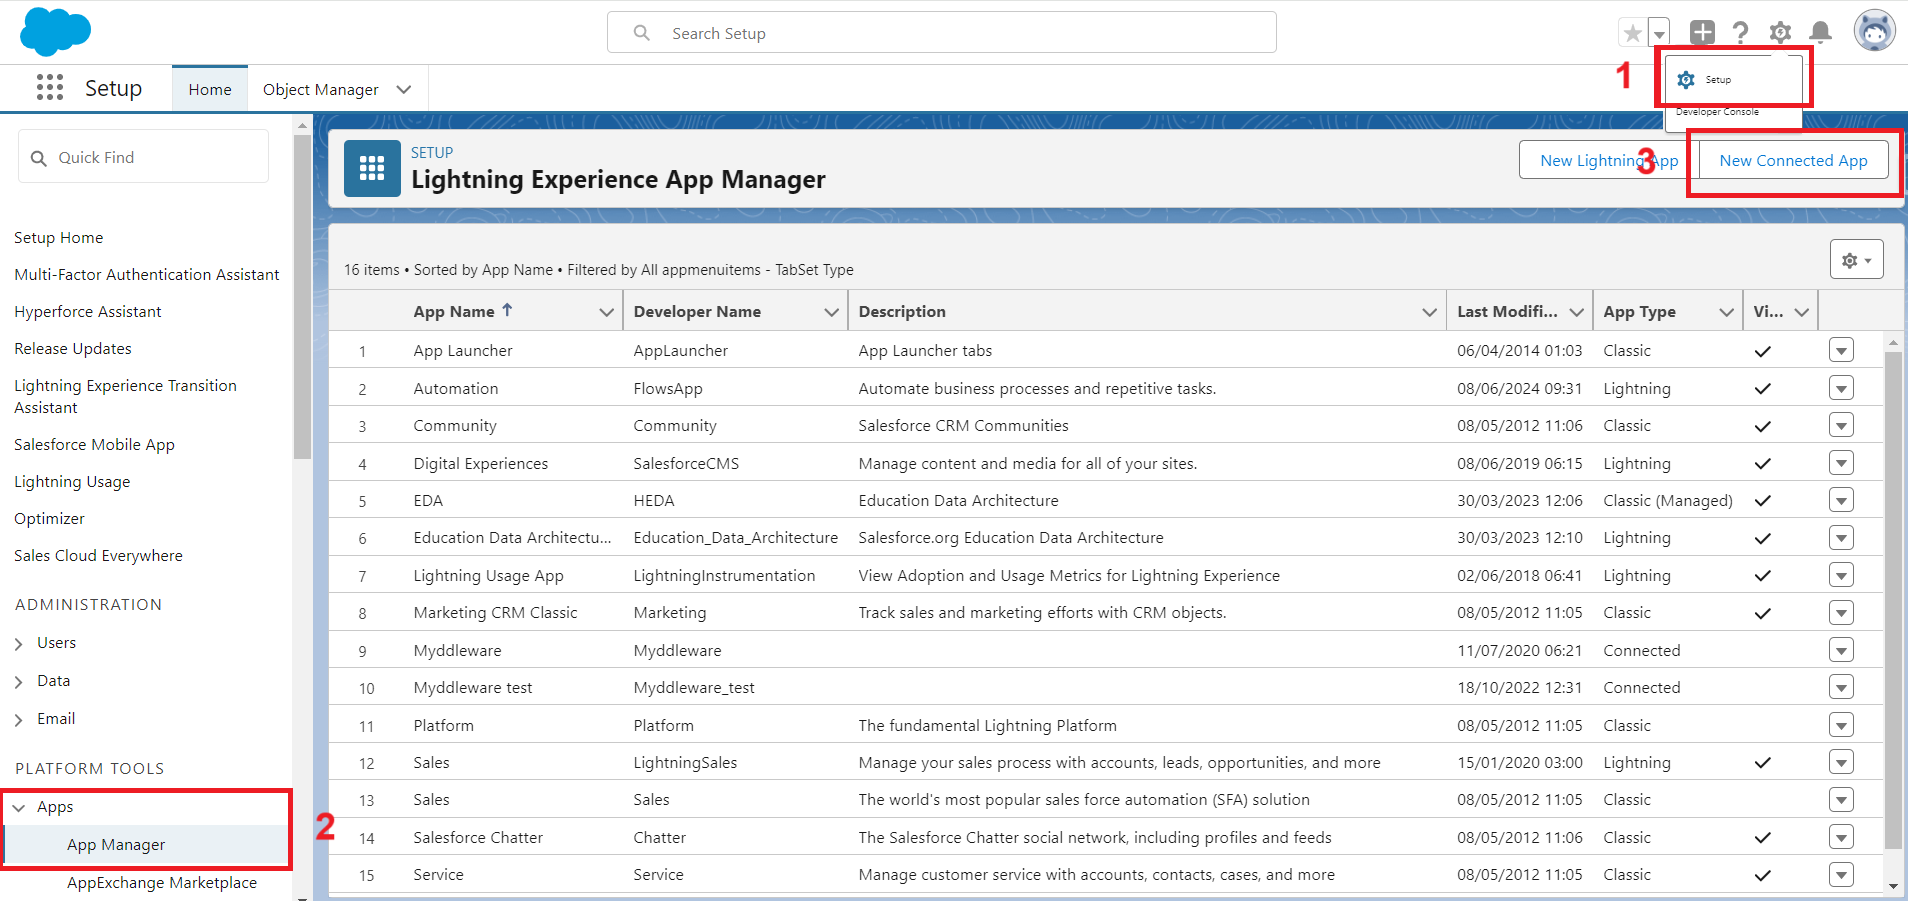 Search Setup
Setup
Home
Object Manager
1
Setup
Developer Console
Quick Find
Setup Home
Multi-Factor Authentication Assistant
Hyperforce Assistant
Release Updates
Lightning Experience Transition
Assistant
Salesforce Mobile App
Lightning Usage
Optimizer
Sales Cloud Everywhere
ADMINISTRATION
Users
Data
Email
PLATFORM TOOLS
Apps
App Manager
AppExchange Marketplace
2
SETUP
Lightning Experience App Manager
New Lightning App
3
New Connected App
16 items • Sorted by App Name • Filtered by All appmenuitems - TabSet Type
App Name Developer Name Description Last Modifi... App Type Vi...
1 App Launcher AppLauncher App Launcher tabs 06/04/2014 01:03 Classic
2 Automation FlowsApp Automate business processes and repetitive tasks. 08/06/2024 09:31 Lightning
3 Community Community Salesforce CRM Communities 08/05/2012 11:06 Classic
4 Digital Experiences SalesforceCMS Manage content and media for all of your sites. 08/06/2019 06:15 Lightning
5 EDA HEDA Education Data Architecture 30/03/2023 12:06 Classic (Managed)
6 Education Data Architectu... Education_Data_Architecture Salesforce.org Education Data Architecture 30/03/2023 12:10 Lightning
7 Lightning Usage App LightningInstrumentation View Adoption and Usage Metrics for Lightning Experience 02/06/2018 06:41 Lightning
8 Marketing CRM Classic Marketing Track sales and marketing efforts with CRM objects. 08/05/2012 11:05 Classic
9 Myddleware Myddleware 11/07/2020 06:21 Connected
10 Myddleware test Myddleware_test 18/10/2022 12:31 Connected
11 Platform Platform The fundamental Lightning Platform 08/05/2012 11:05 Classic
12 Sales LightningSales Manage your sales process with accounts, leads, opportunities, and more 15/01/2020 03:00 Lightning
13 Sales Sales The world's most popular sales force automation (SFA) solution 08/05/2012 11:05 Classic
14 Salesforce Chatter Chatter The Salesforce Chatter social network, including profiles and feeds 08/05/2012 11:06 Classic
15 Service Service Manage customer service with accounts, contacts, cases, and more 08/05/2012 11:05 Classic